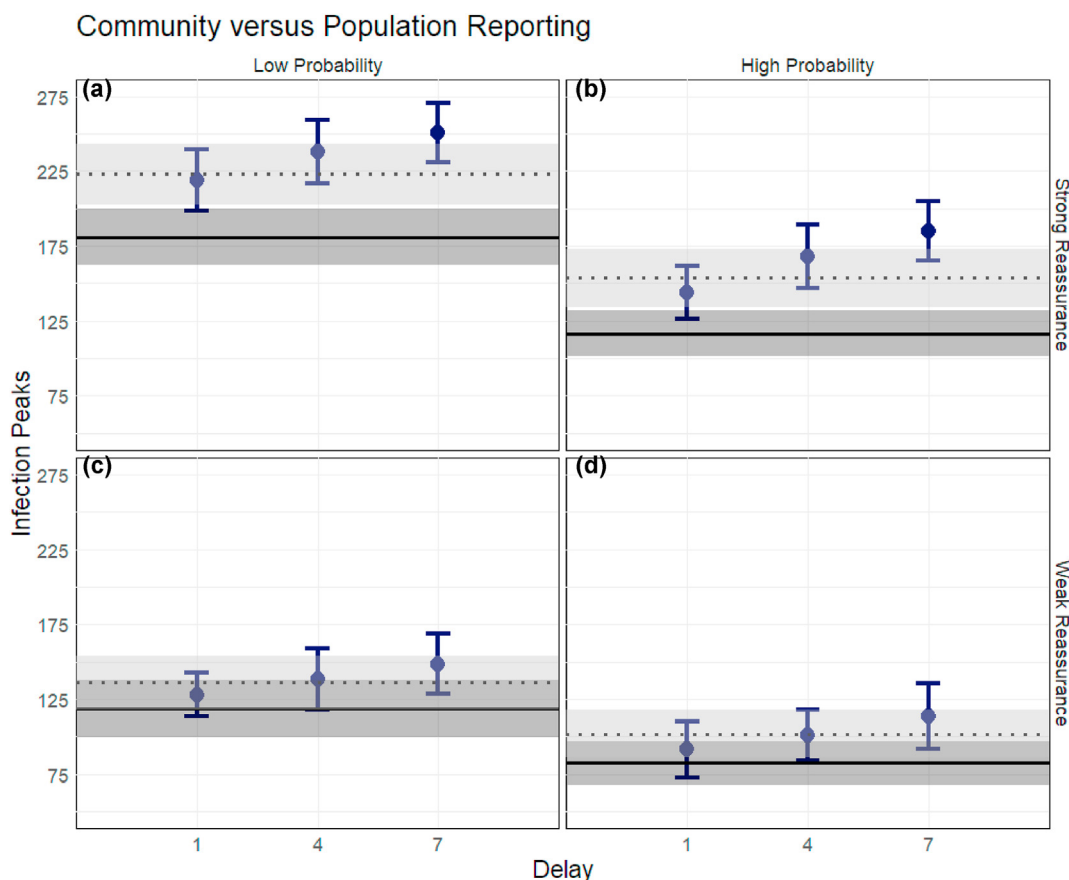 Community versus Population Reporting
Low Probability
High Probability
(a)
(b)
275
225
175
125
75
Strong Reassurance
Infection Peaks
(c)
(d)
275
225
175
125
75
Weak Reassurance
1 4 7
1 4 7
Delay